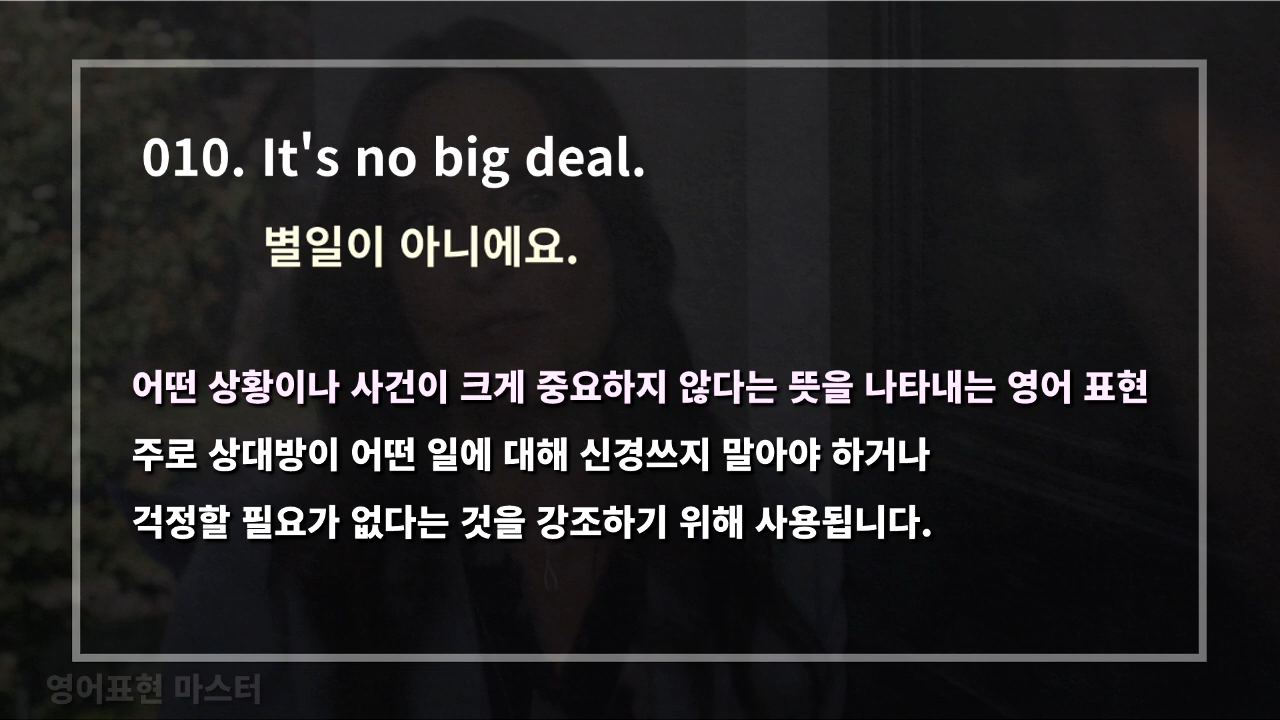 010. It's no big deal.
별일이 아니에요.
어떤 상황이나 사건이 크게 중요하지 않다는 뜻을 나타내는 영어 표현
주로 상대방이 어떤 일에 대해 신경쓰지 말아야 하거나
걱정할 필요가 없다는 것을 강조하기 위해 사용됩니다.
영어표현 마스터